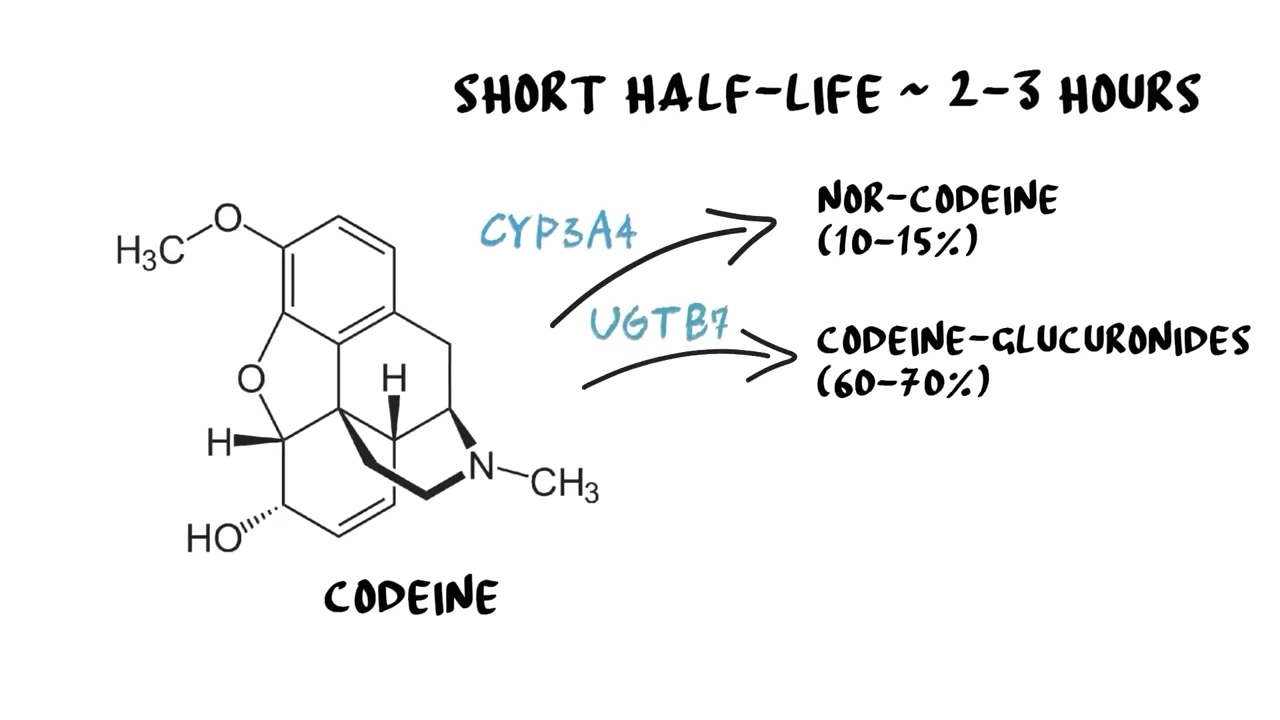 SHORT HALF-LIFE ~ 2-3 HOURS
CYP3A4
NOR-CODEINE
(10-15%)
UGTB7
CODEINE-GLUCURONIDES
(60-70%)
H₃C
O
O
H
H
N
CH₃
HO
CODEINE